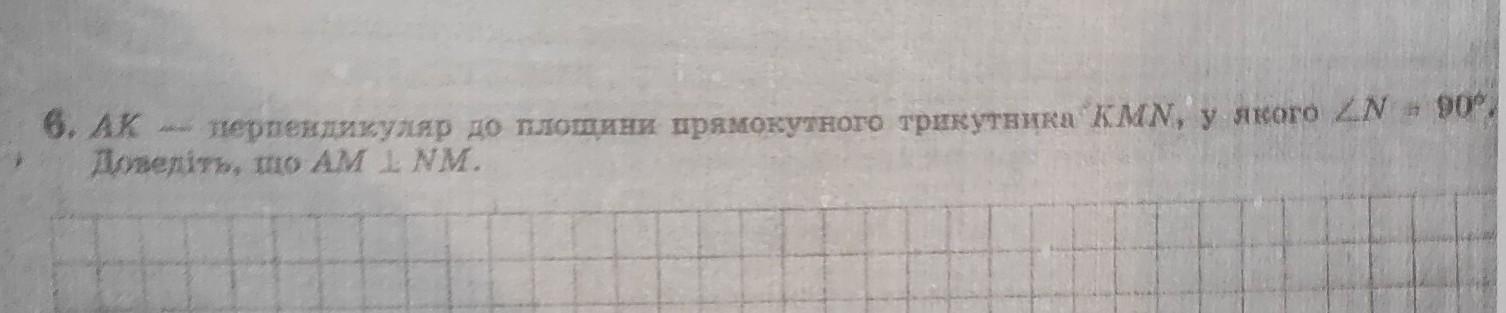 6. AK — перпендикуляр до площини прямокутного трикутника KMN, у якого ∠N = 90°.
Доведіть, що AM ⊥ NM.